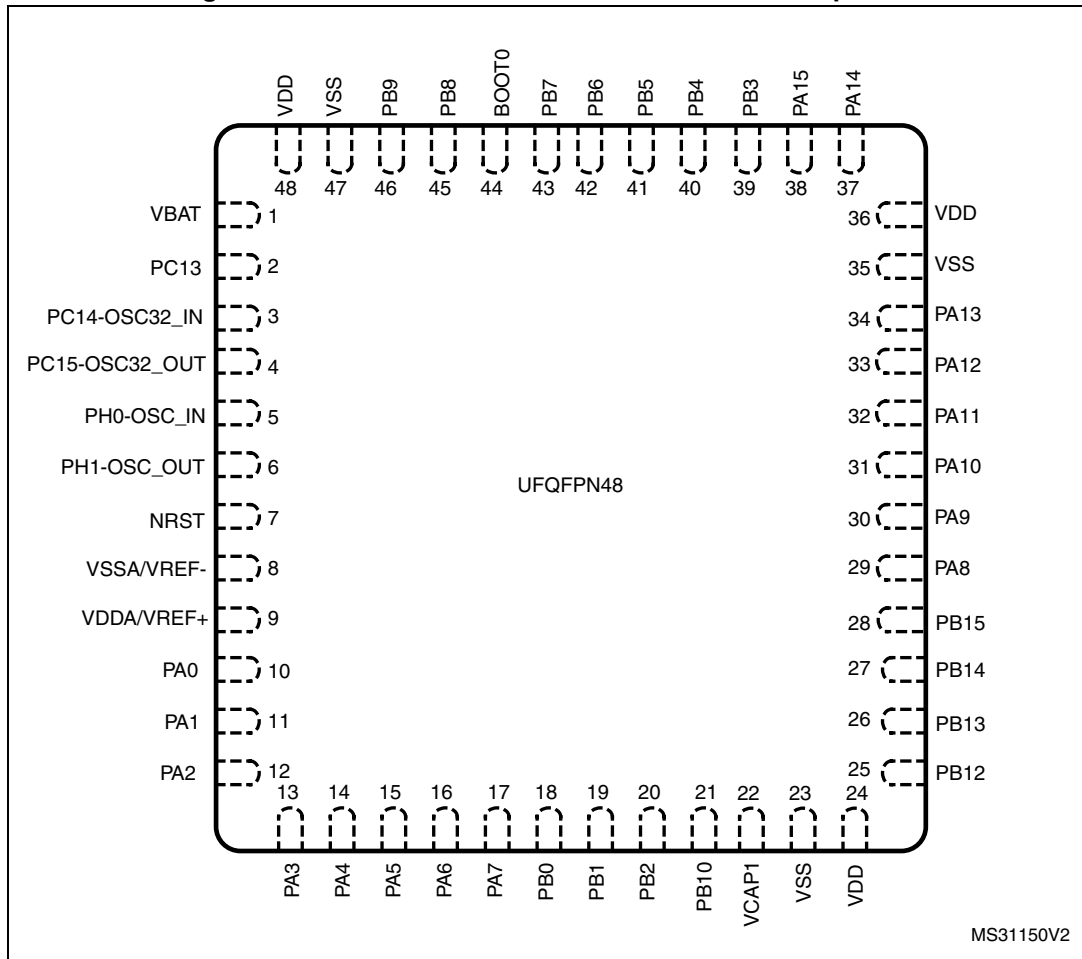 VDD
VSS
PB9
PB8
BOOT0
PB7
PB6
PB5
PB4
PB3
PA15
PA14
48
47
46
45
44
43
42
41
40
39
38
37
VBAT
1
36
VDD
PC13
2
35
VSS
PC14-OSC32_IN
3
34
PA13
PC15-OSC32_OUT
4
33
PA12
PH0-OSC_IN
5
32
PA11
PH1-OSC_OUT
6
31
PA10
UFQFPN48
NRST
7
30
PA9
VSSA/VREF-
8
29
PA8
VDDA/VREF+
9
28
PB15
PA0
10
27
PB14
PA1
11
26
PB13
PA2
12
25
PB12
13
14
15
16
17
18
19
20
21
22
23
24
PA3
PA4
PA5
PA6
PA7
PB0
PB1
PB2
PB10
VCAP1
VSS
VDD
MS31150V2